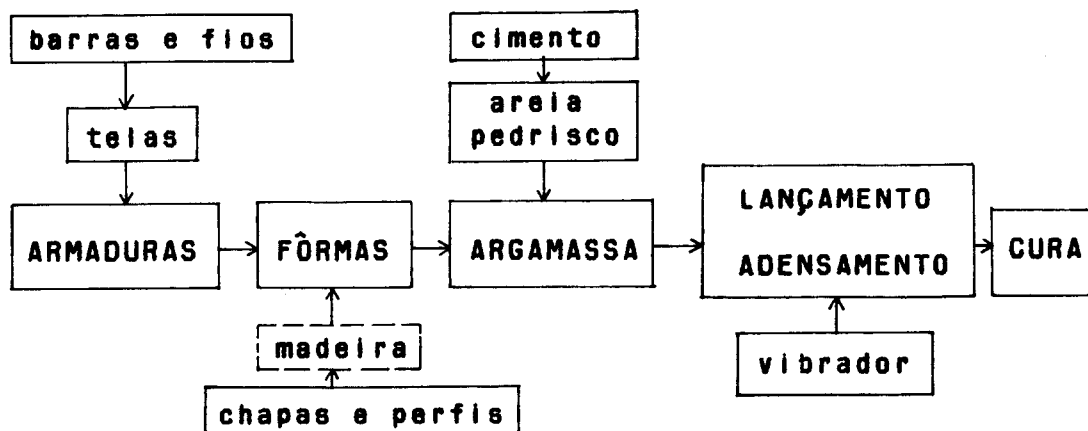 barras e fios
cimento
telas
areia
pedrisco
ARMADURAS
FÔRMAS
ARGAMASSA
LANÇAMENTO
ADENSAMENTO
CURA
madeira
vibrador
chapas e perfis